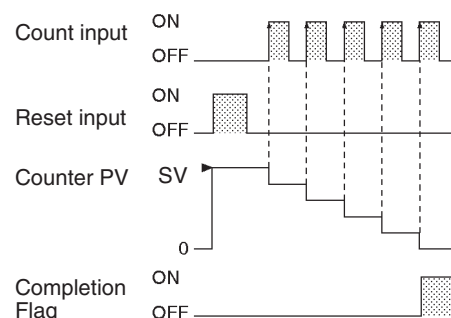 Count input
ON
OFF
Reset input
ON
OFF
Counter PV
SV
0
Completion
Flag
ON
OFF